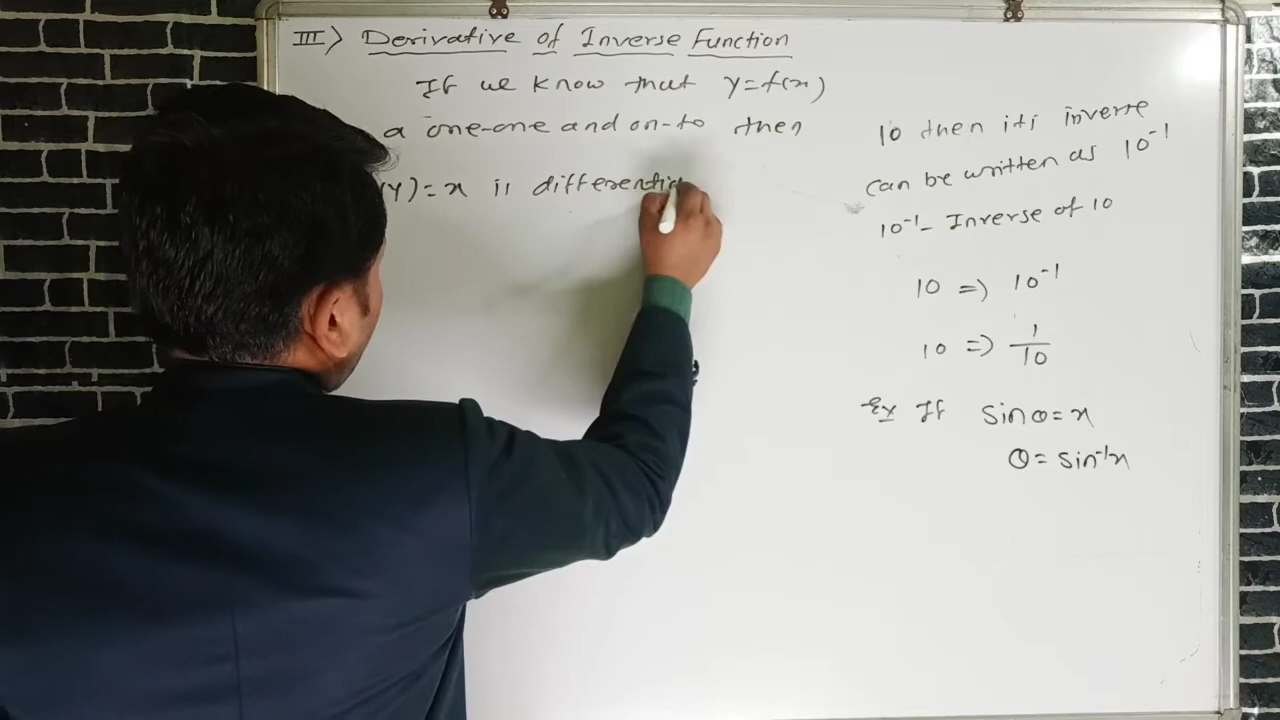 III) Derivative of Inverse Function
If we know that y=f(x)
a one-one and on-to then
(y)=x is differentia
10 then its inverse
can be written as 10⁻¹
10⁻¹- Inverse of 10
10 => 10⁻¹
10 => 1/10
Ex If sinθ=x
θ= sin⁻¹x